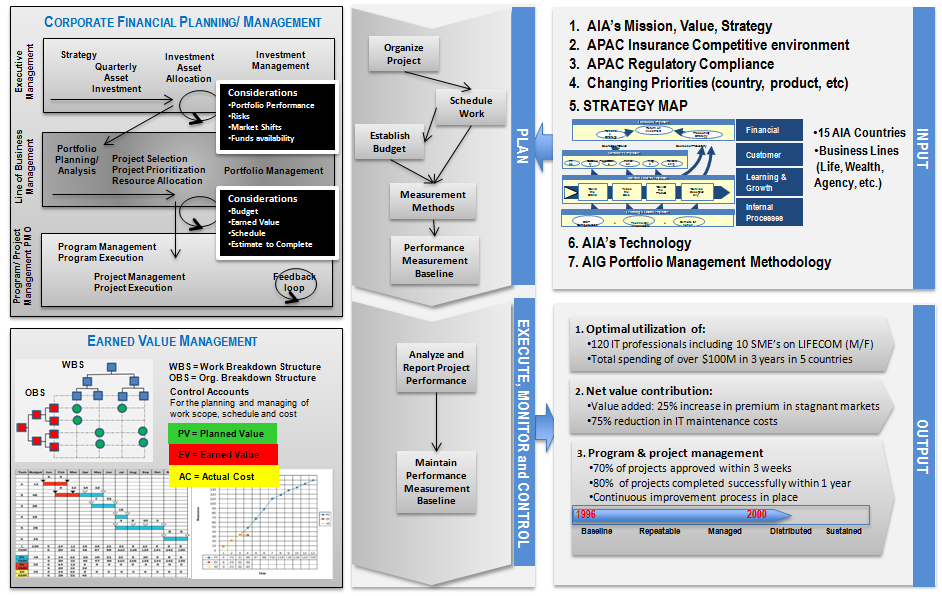 CORPORATE FINANCIAL PLANNING/ MANAGEMENT
Executive
Management
Strategy
Quarterly
Asset
Investment
Investment
Asset
Allocation
Investment
Management
Considerations
•Portfolio Performance
•Risks
•Market Shifts
•Funds availability
Line of Business
Management
Portfolio
Planning/
Analysis
Project Selection
Project Prioritization
Resource Allocation
Portfolio Management
Considerations
•Budget
•Earned Value
•Schedule
•Estimate to Complete
Program/ Project
Management PMO
Program Management
Program Execution
Project Management
Project Execution
Feedback
loop
EARNED VALUE MANAGEMENT
WBS
OBS
WBS = Work Breakdown Structure
OBS = Org. Breakdown Structure
Control Accounts
For the planning and managing of
work scope, schedule and cost
PV = Planned Value
EV = Earned Value
AC = Actual Cost
Organize
Project
Schedule
Work
Establish
Budget
Measurement
Methods
Performance
Measurement
Baseline
PLAN
Analyze and
Report Project
Performance
Maintain
Performance
Measurement
Baseline
EXECUTE, MONITOR and CONTROL
1. AIA's Mission, Value, Strategy
2. APAC Insurance Competitive environment
3. APAC Regulatory Compliance
4. Changing Priorities (country, product, etc)
5. STRATEGY MAP
Financial
Customer
Learning &
Growth
Internal
Processes
•15 AIA Countries
•Business Lines
(Life, Wealth,
Agency, etc.)
6. AIA's Technology
7. AIG Portfolio Management Methodology
INPUT
1. Optimal utilization of:
•120 IT professionals including 10 SME's on LIFECOM (M/F)
•Total spending of over $100M in 3 years in 5 countries
2. Net value contribution:
•Value added: 25% increase in premium in stagnant markets
•75% reduction in IT maintenance costs
3. Program & project management
•70% of projects approved within 3 weeks
•80% of projects completed successfully within 1 year
•Continuous improvement process in place
1996
2000
Baseline
Repeatable
Managed
Distributed
Sustained
OUTPUT